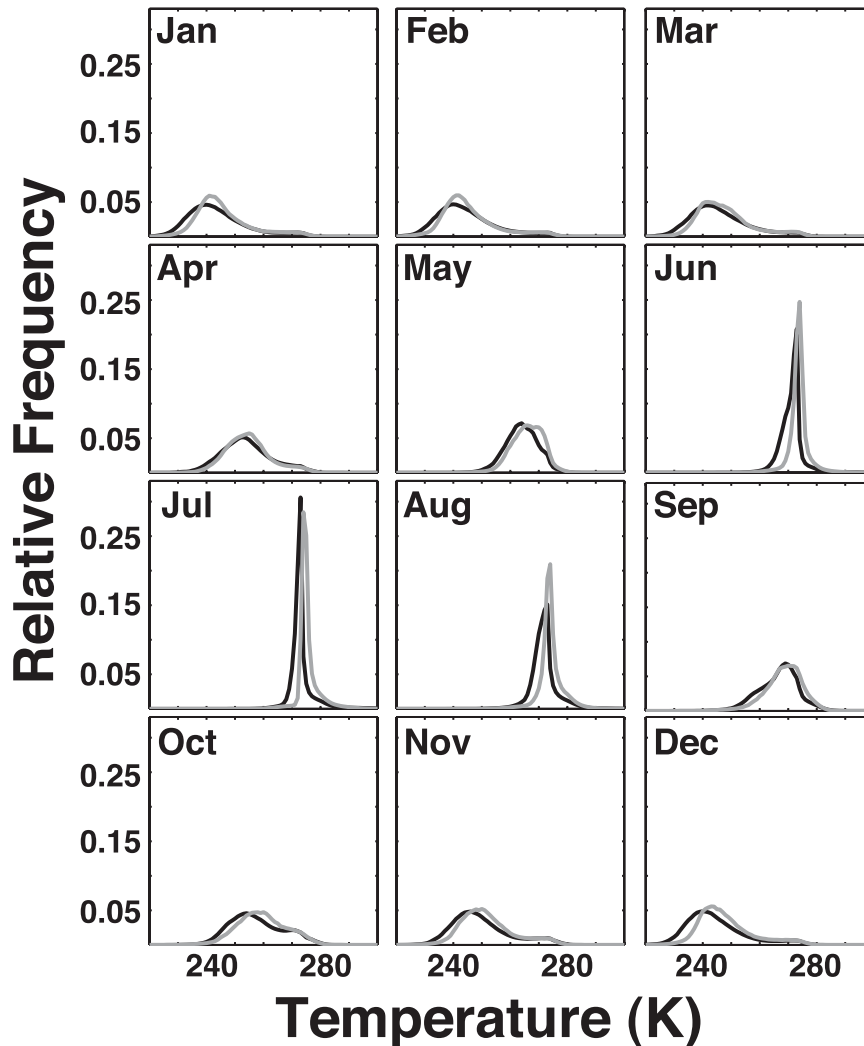 Jan
Feb
Mar
0.25
0.15
0.05
Apr
May
Jun
0.25
0.15
0.05
Jul
Aug
Sep
0.25
0.15
0.05
Oct
Nov
Dec
0.25
0.15
0.05
240 280
240 280
240 280
Relative Frequency
Temperature (K)